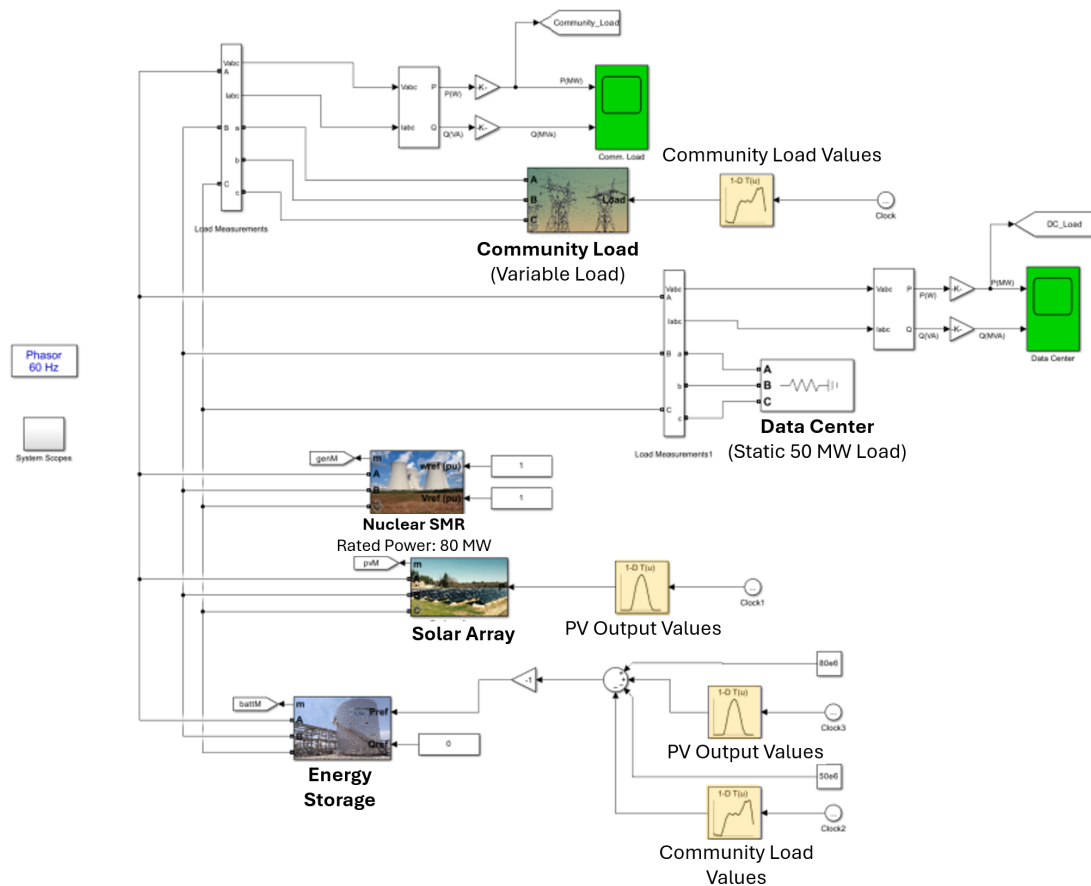 Community_Load
Vabc
A
Iabc
B
a
b
C
c
Load Measurements
Vabc
P
Iabc
Q
P(W)
-K-
P(MW)
Q(VA)
-K-
Q(MVA)
Comm. Load
Community Load Values
A
B
C
Load
1-D T(u)
Clock
Community Load
(Variable Load)
DC_Load
Vabc
A
Iabc
B
a
b
C
c
Load Measurements1
Vabc
P
Iabc
Q
P(W)
-K-
P(MW)
Q(VA)
-K-
Q(MVA)
Data Center
A
B
C
Data Center
(Static 50 MW Load)
Phasor
60 Hz
System Scopes
genM
m
A
B
wref (pu)
1
Vref (pu)
1
Nuclear SMR
Rated Power: 80 MW
pvM
m
C
1-D T(u)
Clock1
Solar Array
PV Output Values
battM
m
A
B
Pref
Qref
0
-1
80e6
1-D T(u)
Clock3
PV Output Values
50e6
Energy
Storage
1-D T(u)
Clock2
Community Load
Values